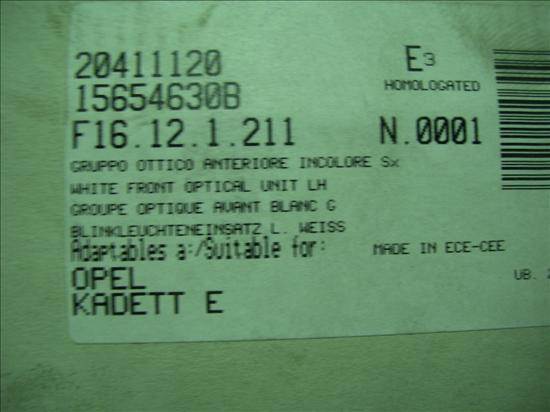 20411120
E3
15654630B
HOMOLOGATED
F16.12.1.211 N.0001
GRUPPO OTTICO ANTERIORE INCOLORE Sx
WHITE FRONT OPTICAL UNIT LH
GROUPE OPTIQUE AVANT BLANC G
BLINKLEUCHTENEINSATZ L. WEISS
Adaptables a:/Suitable for: MADE IN ECE-CEE
OPEL
UB.
KADETT E